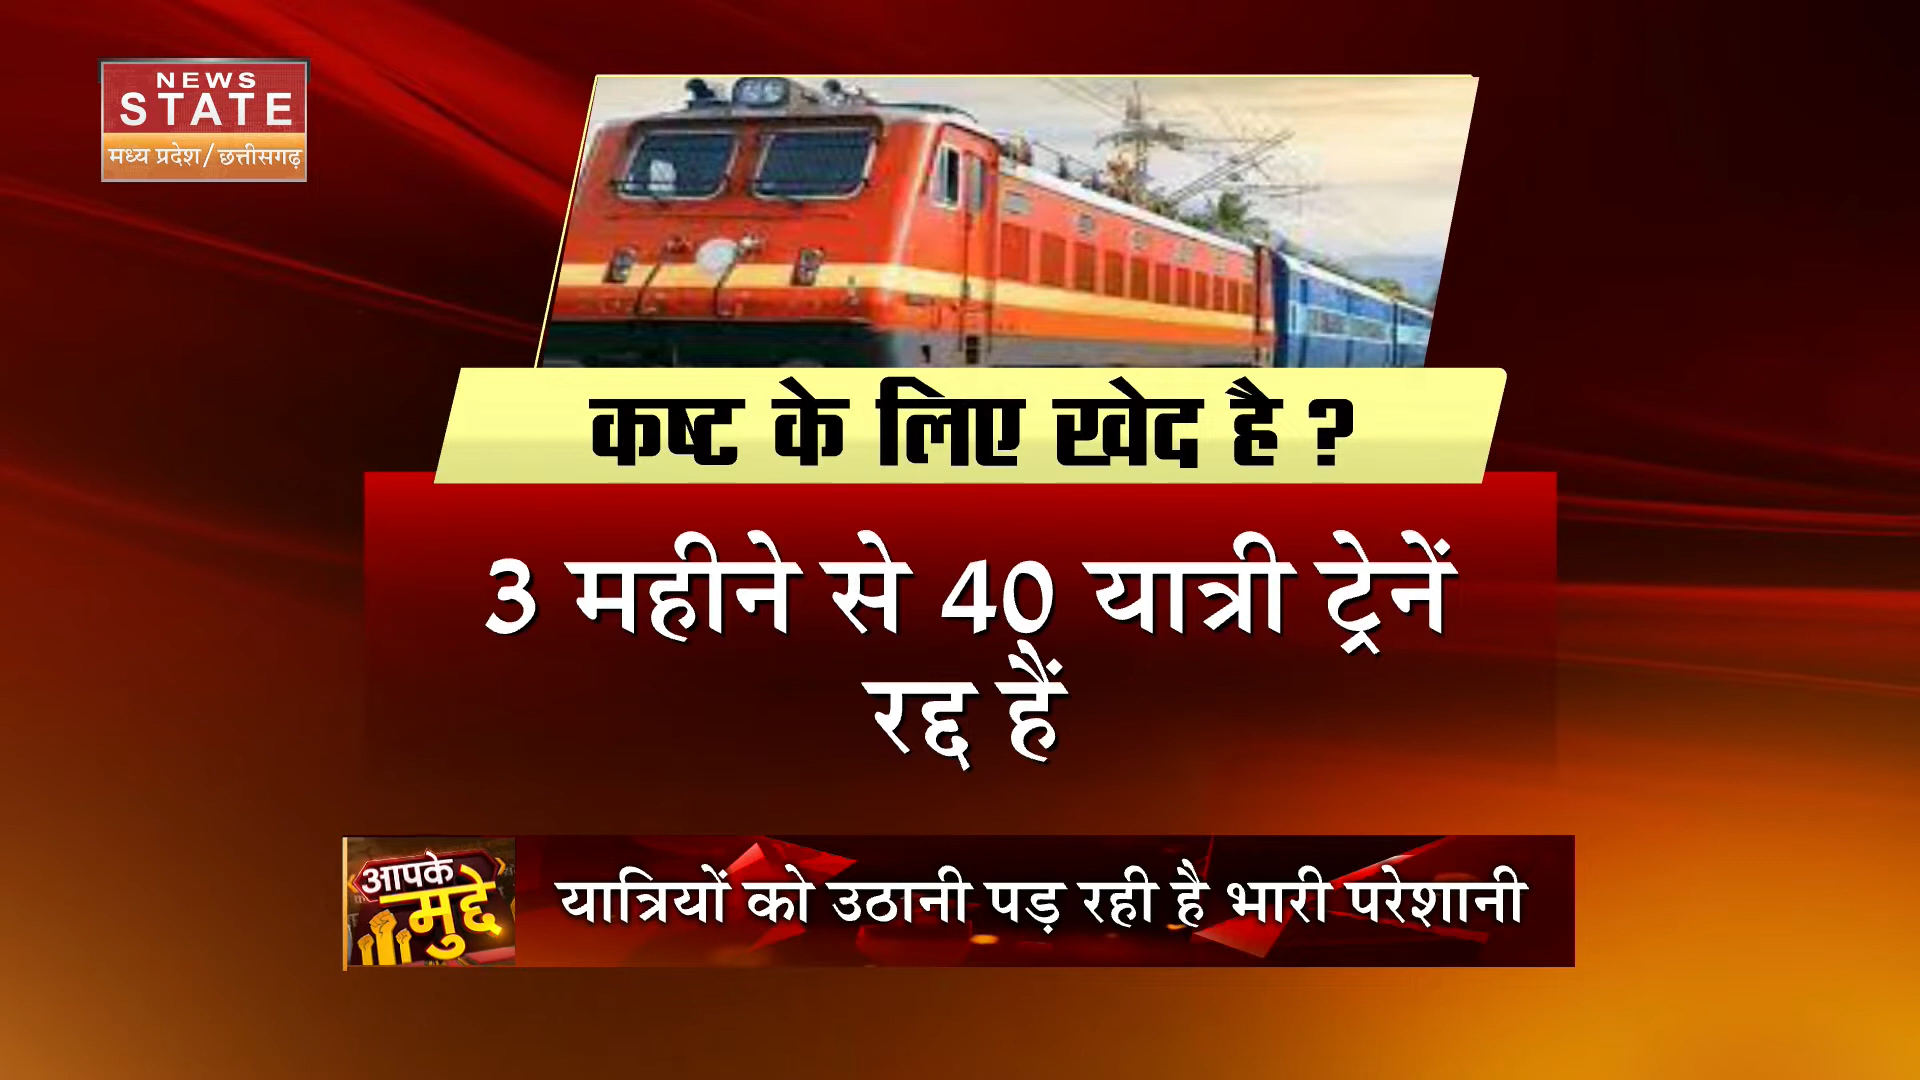 NEWS
STATE
मध्य प्रदेश/छत्तीसगढ़
कष्ट के लिए खेद है ?
3 महीने से 40 यात्री ट्रेनें
रद्द हैं
आपके
मुद्दे
यात्रियों को उठानी पड़ रही है भारी परेशानी